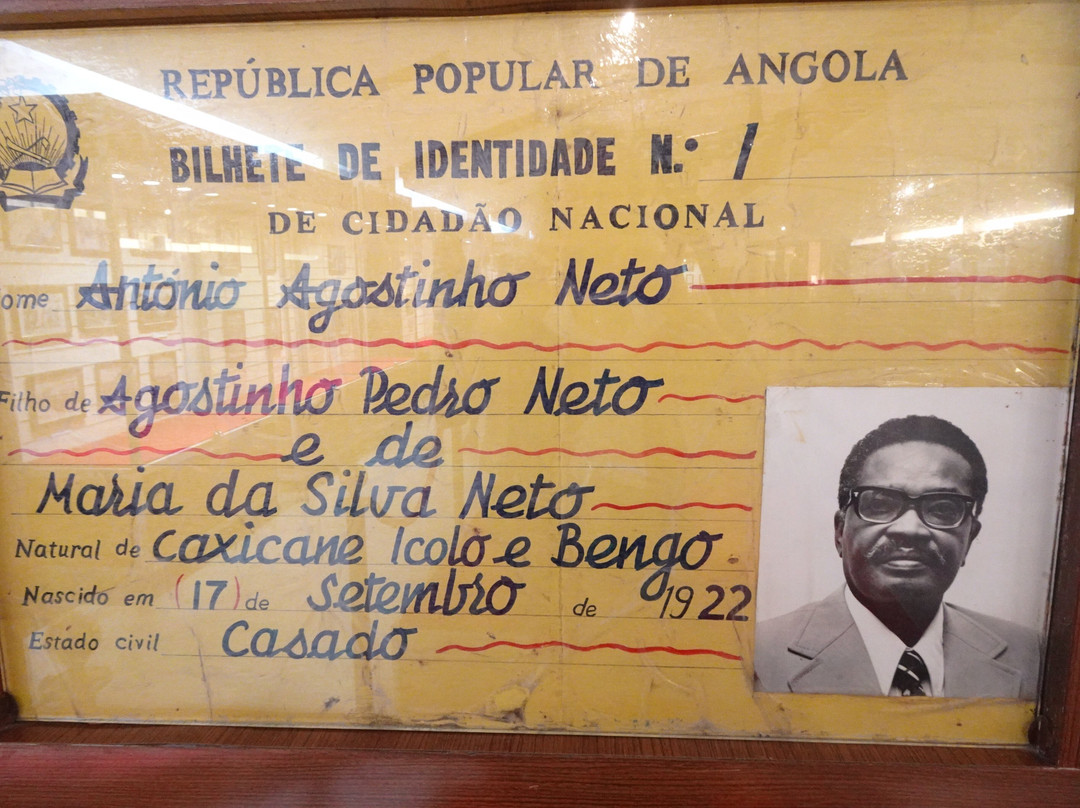 REPÚBLICA POPULAR DE ANGOLA
BILHETE DE IDENTIDADE N.º 1
DE CIDADÃO NACIONAL
ome António Agostinho Neto
Filho de Agostinho Pedro Neto
e de
Maria da Silva Neto
Natural de Caxicane Icolo e Bengo
Nascido em (17) de Setembro de 1922
Estado civil Casado